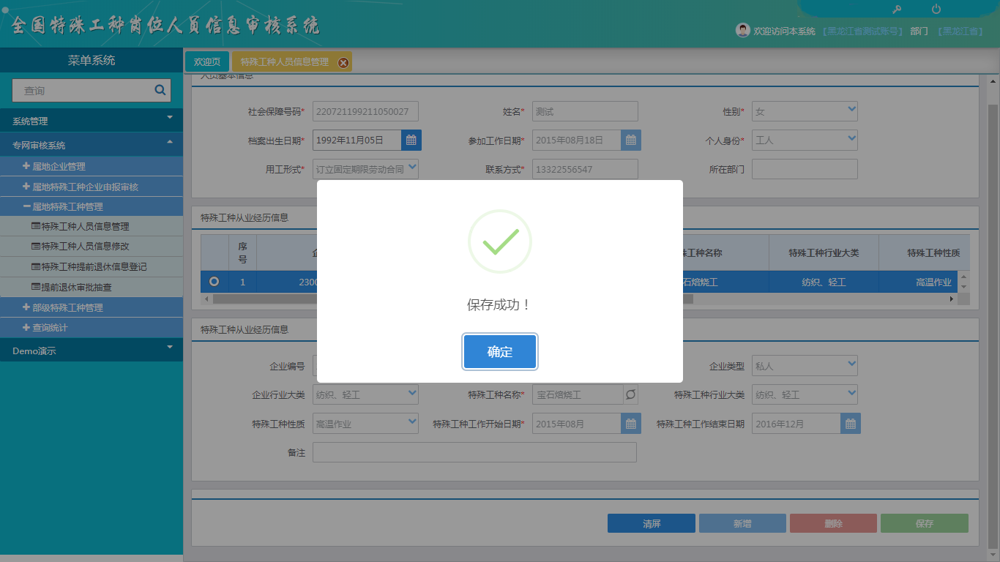 全国特殊工种岗位人员信息审核系统
欢迎访问本系统 【黑龙江省测试账号】 部门 【黑龙江省】
菜单系统
查询
系统管理
专网审核系统
属地企业管理
属地特殊工种企业申报审核
属地特殊工种管理
特殊工种人员信息管理
特殊工种人员信息修改
特殊工种提前退休信息登记
提前退休审批抽查
部级特殊工种管理
查询统计
Demo演示
欢迎页 特殊工种人员信息管理
人员基本信息
社会保障号码* 220721199211050027 姓名* 测试 性别* 女
档案出生日期* 1992年11月05日 参加工作日期* 2015年08月18日 个人身份* 工人
用工形式* 订立固定期限劳动合同 联系方式* 13322556547 所在部门
特殊工种从业经历信息
序号 工种名称 特殊工种行业大类 特殊工种性质
1 2300 石焙烧工 纺织、轻工 高温作业
保存成功！
确定
特殊工种从业经历信息
企业编号 企业类型 私人
企业行业大类 纺织、轻工 特殊工种名称* 宝石焙烧工 特殊工种行业大类 纺织、轻工
特殊工种性质 高温作业 特殊工种工作开始日期* 2015年08月 特殊工种工作结束日期 2016年12月
备注
清屏 新增 删除 保存